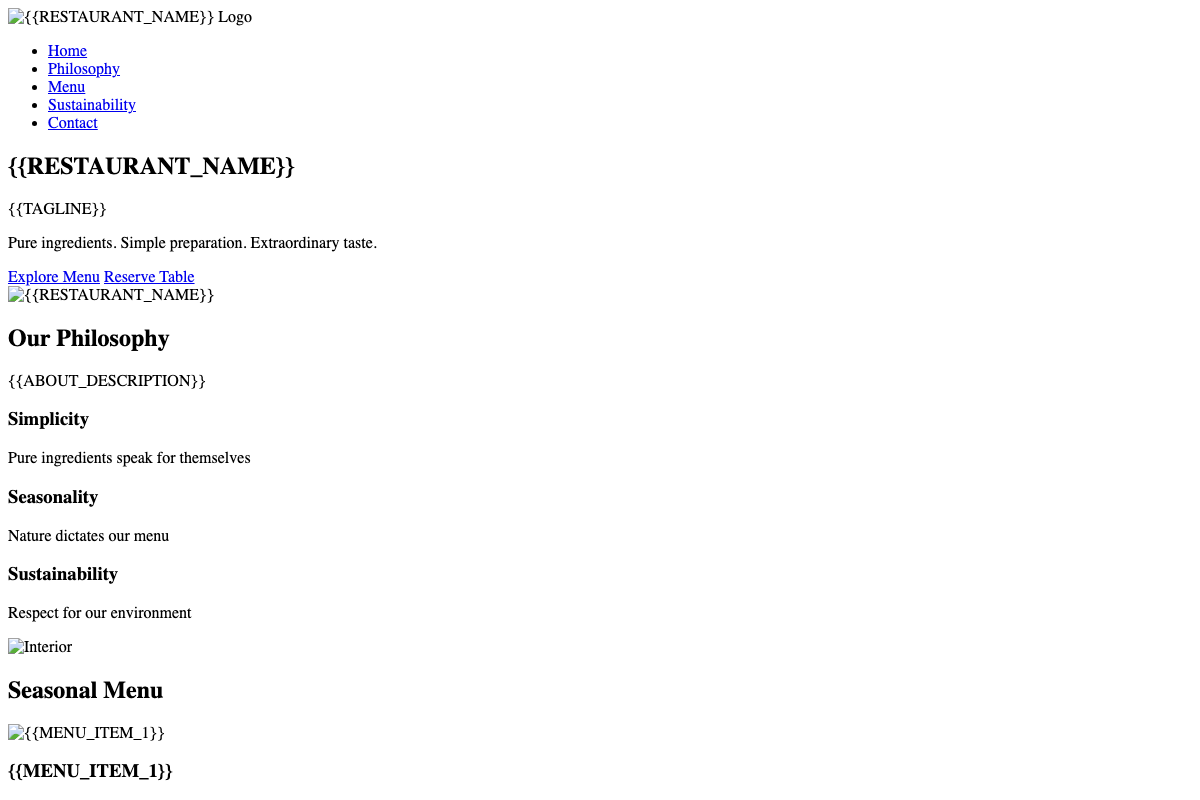 {{RESTAURANT_NAME}} Logo
Home
Philosophy
Menu
Sustainability
Contact
{{RESTAURANT_NAME}}
{{TAGLINE}}
Pure ingredients. Simple preparation. Extraordinary taste.
Explore Menu Reserve Table
{{RESTAURANT_NAME}}
Our Philosophy
{{ABOUT_DESCRIPTION}}
Simplicity
Pure ingredients speak for themselves
Seasonality
Nature dictates our menu
Sustainability
Respect for our environment
Interior
Seasonal Menu
{{MENU_ITEM_1}}
{{MENU_ITEM_1}}